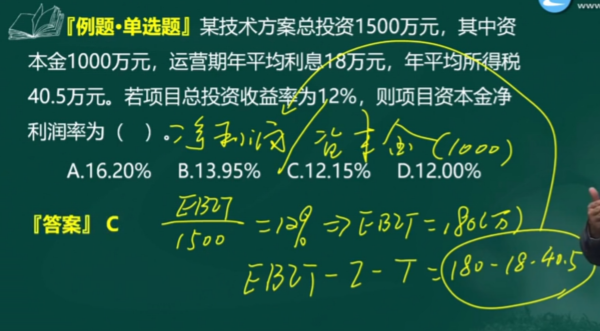 www
『例题·单选题』某技术方案总投资1500万元，其中资
本金1000万元，运营期年平均利息18万元，年平均所得税
40.5万元。若项目总投资收益率为12%，则项目资本金净
利润率为（ ）。净利润/资本金(1000)
A.16.20% B.13.95% C.12.15% D.12.00%
『答案』C EBIT/1500=12%⇒EBIT=180(万)
EBIT-I-T=180-18-40.5